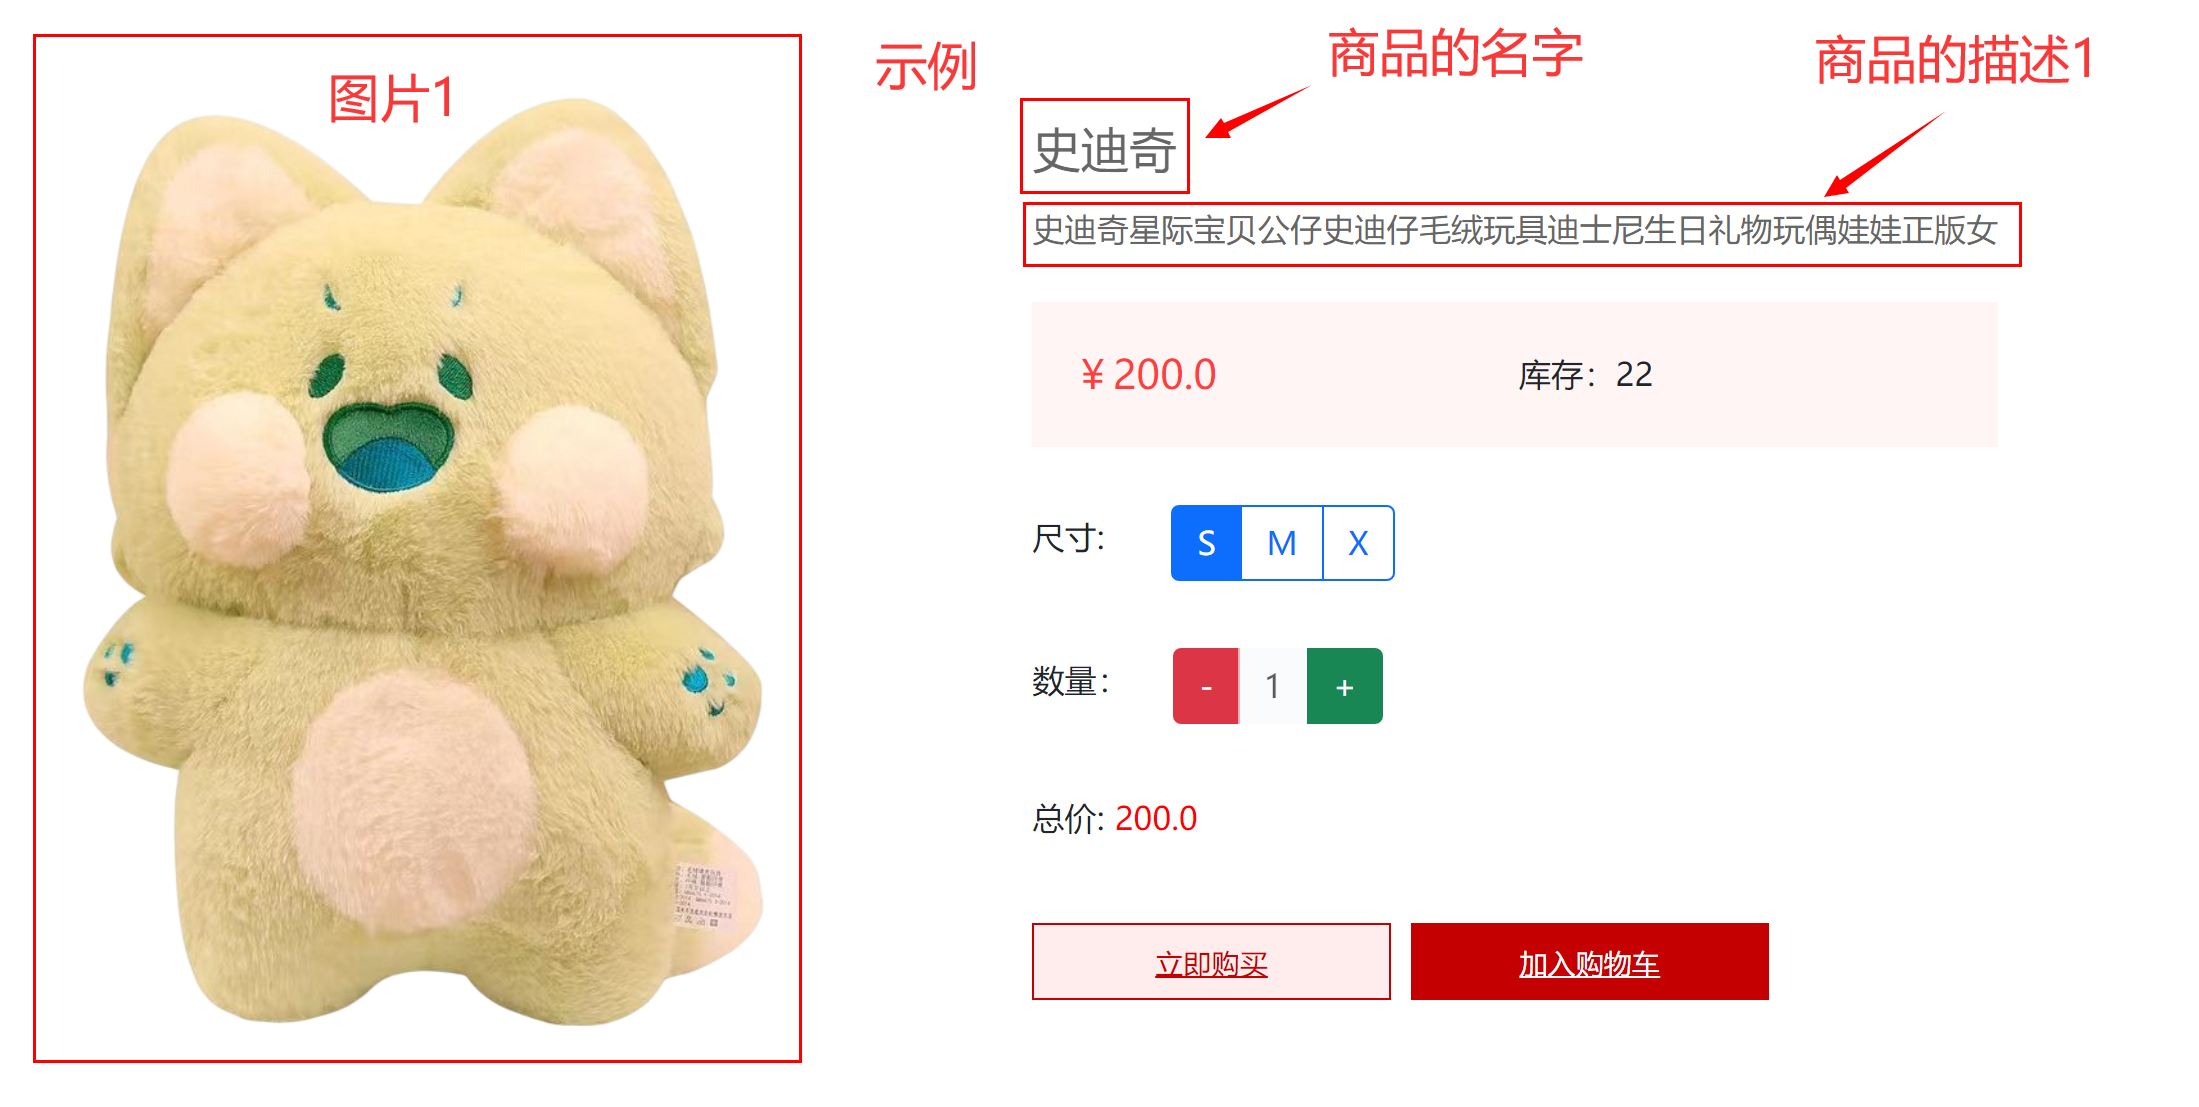 图片1
示例
商品的名字
商品的描述1
史迪奇
史迪奇星际宝贝公仔史迪仔毛绒玩具迪士尼生日礼物玩偶娃娃正版女
¥ 200.0
库存：22
尺寸:
S M X
数量：
- 1 +
总价: 200.0
立即购买
加入购物车